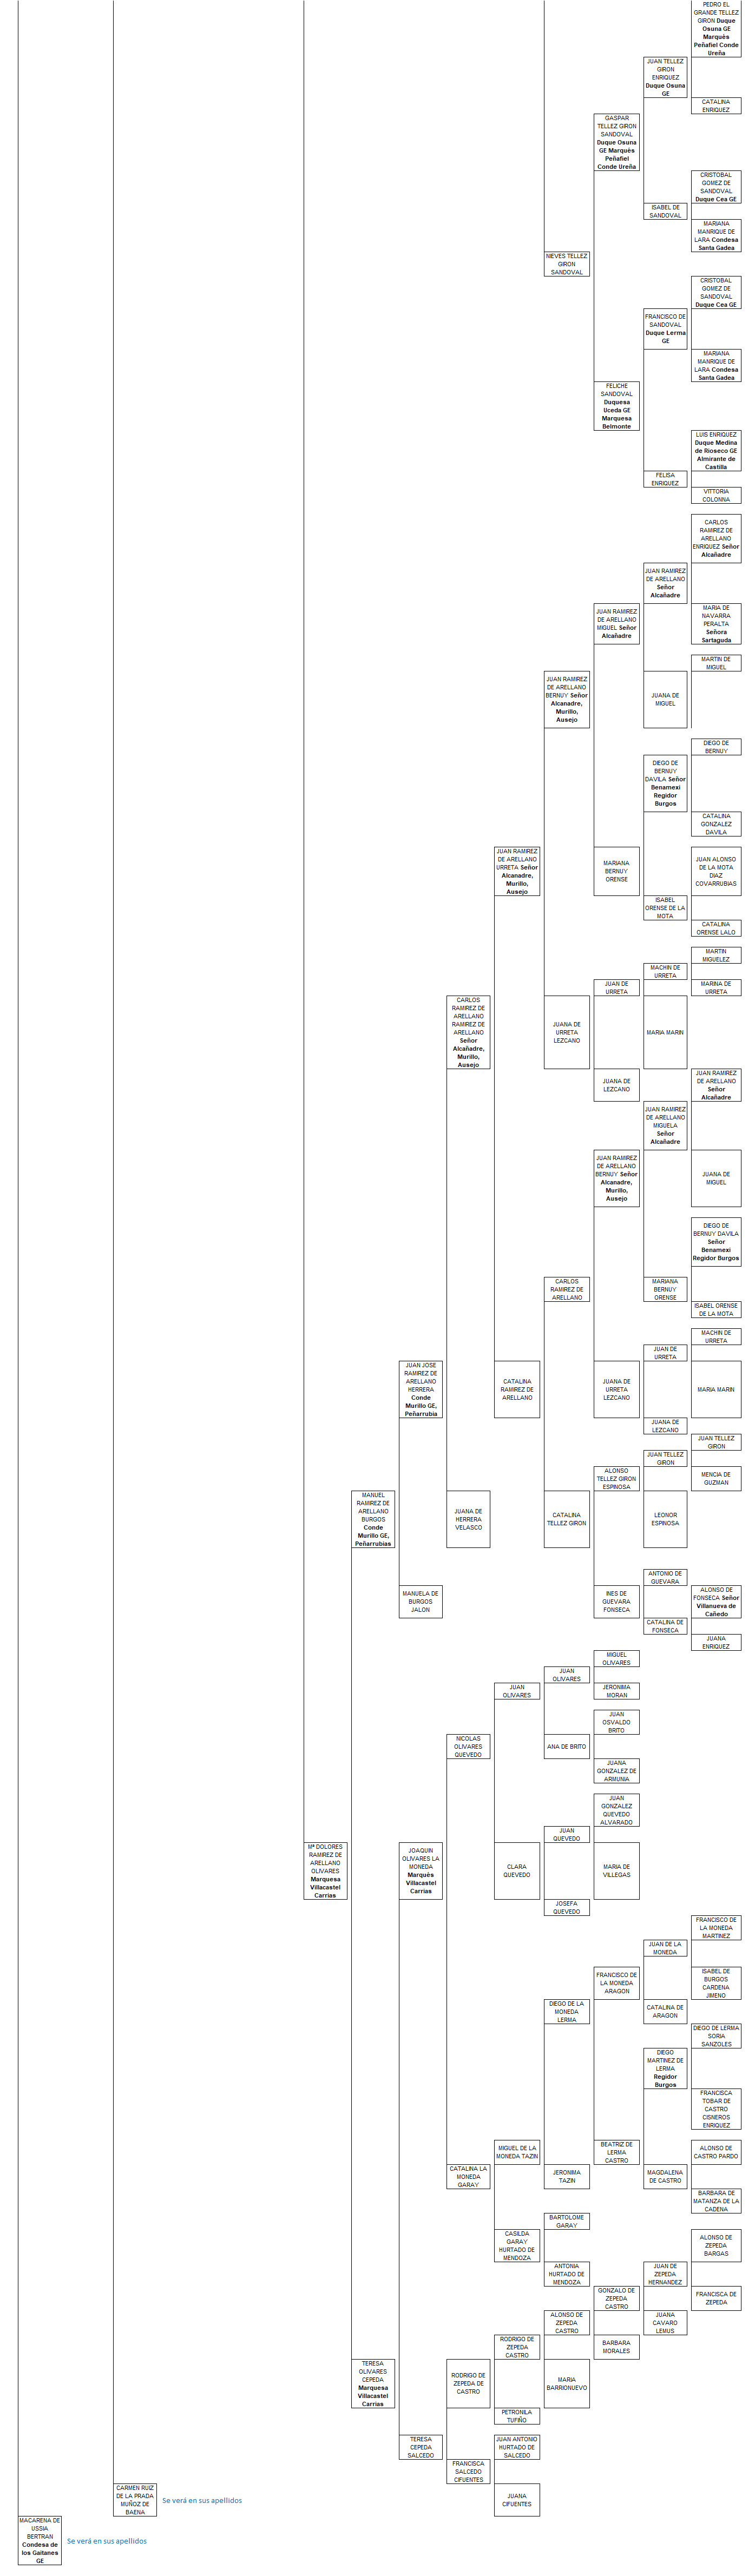 PEDRO EL
GRANDE TELLEZ
GIRON Duque
Osuna GE
Marquès
Peñafiel Conde
Ureña
JUAN TELLEZ
GIRON
ENRIQUEZ
Duque Osuna
GE
CATALINA
ENRIQUEZ
GASPAR
TELLEZ GIRON
SANDOVAL
Duque Osuna
GE Marquès
Peñafiel
Conde Ureña
CRISTOBAL
GOMEZ DE
SANDOVAL
Duque Cea GE
ISABEL DE
SANDOVAL
MARIANA
MANRIQUE DE
LARA Condesa
Santa Gadea
NIEVES TELLEZ
GIRON
SANDOVAL
CRISTOBAL
GOMEZ DE
SANDOVAL
Duque Cea GE
FRANCISCO DE
SANDOVAL
Duque Lerma
GE
MARIANA
MANRIQUE DE
LARA Condesa
Santa Gadea
FELICHE
SANDOVAL
Duquesa
Uceda GE
Marquesa
Belmonte
LUIS ENRIQUEZ
Duque Medina
de Rioseco GE
Almirante de
Castilla
FELISA
ENRIQUEZ
VITTORIA
COLONNA
CARLOS
RAMIREZ DE
ARELLANO
ENRIQUEZ Señor
Alcañadre
JUAN RAMIREZ
DE ARELLANO
Señor
Alcañadre
JUAN RAMIREZ
DE ARELLANO
MIGUEL Señor
Alcañadre
MARIA DE
NAVARRA
PERALTA
Señora
Sartaguda
MARTIN DE
MIGUEL
JUAN RAMIREZ
DE ARELLANO
BERNUY Señor
Alcanadre,
Murillo,
Ausejo
JUANA DE
MIGUEL
DIEGO DE
BERNUY
DIEGO DE
BERNUY
DAVILA Señor
Benamexi
Regidor
Burgos
CATALINA
GONZALEZ
DAVILA
JUAN RAMIREZ
DE ARELLANO
URRETA Señor
Alcanadre,
Murillo,
Ausejo
MARIANA
BERNUY
ORENSE
JUAN ALONSO
DE LA MOTA
DIAZ
COVARRUBIAS
ISABEL
ORENSE DE LA
MOTA
CATALINA
ORENSE LALO
MARTIN
MIGUELEZ
MACHIN DE
URRETA
JUAN DE
URRETA
MARINA DE
URRETA
CARLOS
RAMIREZ DE
ARELLANO
RAMIREZ DE
ARELLANO
Señor
Alcañadre,
Murillo,
Ausejo
JUANA DE
URRETA
LEZCANO
MARIA MARIN
JUANA DE
LEZCANO
JUAN RAMIREZ
DE ARELLANO
Señor
Alcañadre
JUAN RAMIREZ
DE ARELLANO
MIGUELA
Señor
Alcañadre
JUAN RAMIREZ
DE ARELLANO
BERNUY Señor
Alcanadre,
Murillo,
Ausejo
JUANA DE
MIGUEL
DIEGO DE
BERNUY DAVILA
Señor
Benamexi
Regidor Burgos
CARLOS
RAMIREZ DE
ARELLANO
MARIANA
BERNUY
ORENSE
ISABEL ORENSE
DE LA MOTA
MACHIN DE
URRETA
JUAN DE
URRETA
JUAN JOSE
RAMIREZ DE
ARELLANO
HERRERA
Conde
Murillo GE,
Peñarrubia
CATALINA
RAMIREZ DE
ARELLANO
JUANA DE
URRETA
LEZCANO
MARIA MARIN
JUANA DE
LEZCANO
JUAN TELLEZ
GIRON
JUAN TELLEZ
GIRON
ALONSO
TELLEZ GIRON
ESPINOSA
MENCIA DE
GUZMAN
MANUEL
RAMIREZ DE
ARELLANO
BURGOS
Conde
Murillo GE,
Peñarrubias
JUANA DE
HERRERA
VELASCO
CATALINA
TELLEZ GIRON
LEONOR
ESPINOSA
ANTONIO DE
GUEVARA
MANUELA DE
BURGOS
JALON
INES DE
GUEVARA
FONSECA
ALONSO DE
FONSECA Señor
Villanueva de
Cañedo
CATALINA DE
FONSECA
JUANA
ENRIQUEZ
MIGUEL
OLIVARES
JUAN
OLIVARES
JUAN
OLIVARES
JERONIMA
MORAN
JUAN
OSVALDO
BRITO
NICOLAS
OLIVARES
QUEVEDO
ANA DE BRITO
JUANA
GONZALEZ DE
ARMUNIA
JUAN
GONZALEZ
QUEVEDO
ALVARADO
JUAN
QUEVEDO
Mª DOLORES
RAMIREZ DE
ARELLANO
OLIVARES
Marquesa
Villacastel
Carrias
JOAQUIN
OLIVARES LA
MONEDA
Marquès
Villacastel
Carrias
CLARA
QUEVEDO
MARIA DE
VILLEGAS
JOSEFA
QUEVEDO
FRANCISCO DE
LA MONEDA
MARTINEZ
JUAN DE LA
MONEDA
FRANCISCO DE
LA MONEDA
ARAGON
ISABEL DE
BURGOS
CARDENA
JIMENO
DIEGO DE LA
MONEDA
LERMA
CATALINA DE
ARAGON
DIEGO DE LERMA
SORIA
SANZOLES
DIEGO
MARTINEZ DE
LERMA
Regidor
Burgos
FRANCISCA
TOBAR DE
CASTRO
CISNEROS
ENRIQUEZ
MIGUEL DE LA
MONEDA TAZIN
BEATRIZ DE
LERMA
CASTRO
ALONSO DE
CASTRO PARDO
CATALINA LA
MONEDA
GARAY
JERONIMA
TAZIN
MAGDALENA
DE CASTRO
BARBARA DE
MATANZA DE LA
CADENA
BARTOLOME
GARAY
CASILDA
GARAY
HURTADO DE
MENDOZA
ALONSO DE
ZEPEDA
BARGAS
ANTONIA
HURTADO DE
MENDOZA
JUAN DE
ZEPEDA
HERNANDEZ
GONZALO DE
ZEPEDA
CASTRO
FRANCISCA DE
ZEPEDA
ALONSO DE
ZEPEDA
CASTRO
JUANA
CAVARO
LEMUS
RODRIGO DE
ZEPEDA
CASTRO
BARBARA
MORALES
TERESA
OLIVARES
CEPEDA
Marquesa
Villacastel
Carrias
RODRIGO DE
ZEPEDA DE
CASTRO
MARIA
BARRIONUEVO
PETRONILA
TUFIÑO
TERESA
CEPEDA
SALCEDO
JUAN ANTONIO
HURTADO DE
SALCEDO
FRANCISCA
SALCEDO
CIFUENTES
CARMEN RUIZ
DE LA PRADA
MUÑOZ DE
BAENA
Se verá en sus apellidos
JUANA
CIFUENTES
MACARENA DE
USSIA
BERTRAN
Condesa de
los Gaitanes
GE
Se verá en sus apellidos